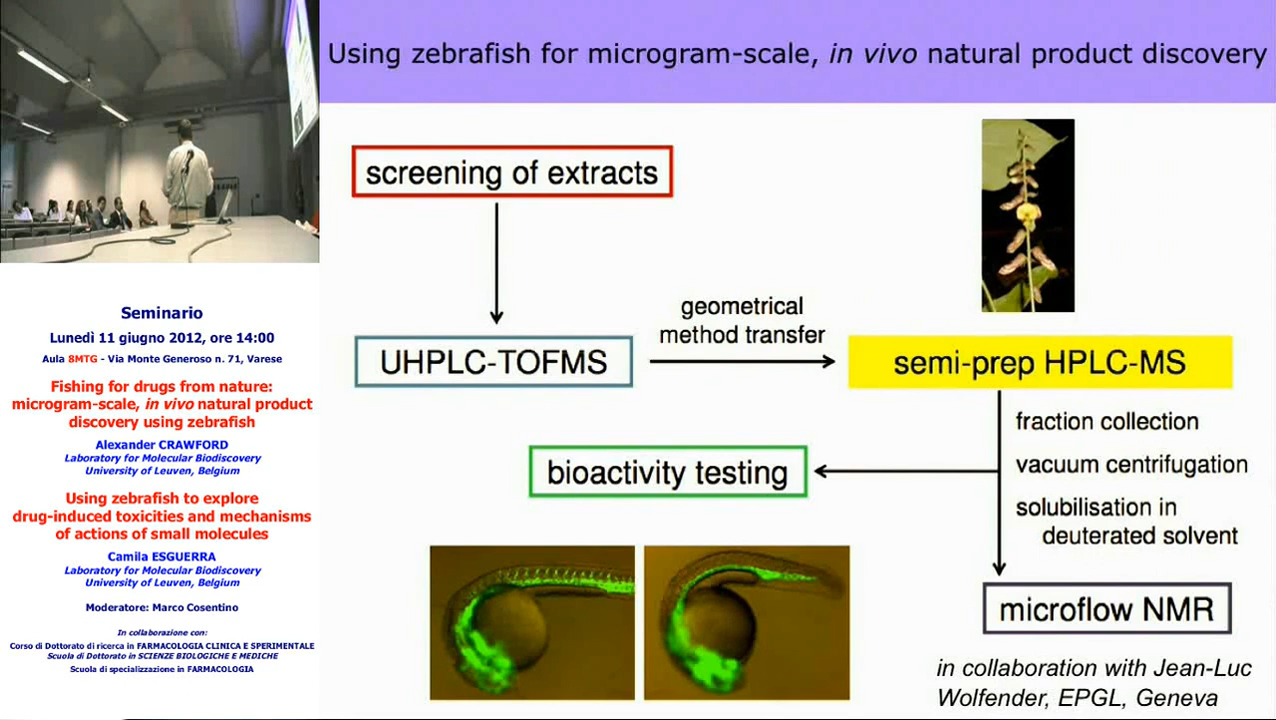 Using zebrafish for microgram-scale, in vivo natural product discovery
screening of extracts
geometrical
method transfer
UHPLC-TOFMS
semi-prep HPLC-MS
fraction collection
vacuum centrifugation
solubilisation in
deuterated solvent
bioactivity testing
microflow NMR
in collaboration with Jean-Luc
Wolfender, EPGL, Geneva
Seminario
Lunedì 11 giugno 2012, ore 14:00
Aula 8MTG - Via Monte Generoso n. 71, Varese
Fishing for drugs from nature:
microgram-scale, in vivo natural product
discovery using zebrafish
Alexander CRAWFORD
Laboratory for Molecular Biodiscovery
University of Leuven, Belgium
Using zebrafish to explore
drug-induced toxicities and mechanisms
of actions of small molecules
Camila ESGUERRA
Laboratory for Molecular Biodiscovery
University of Leuven, Belgium
Moderatore: Marco Cosentino
In collaborazione con:
Corso di Dottorato di ricerca in FARMACOLOGIA CLINICA E SPERIMENTALE
Scuola di Dottorato in SCIENZE BIOLOGICHE E MEDICHE
Scuola di specializzazione in FARMACOLOGIA